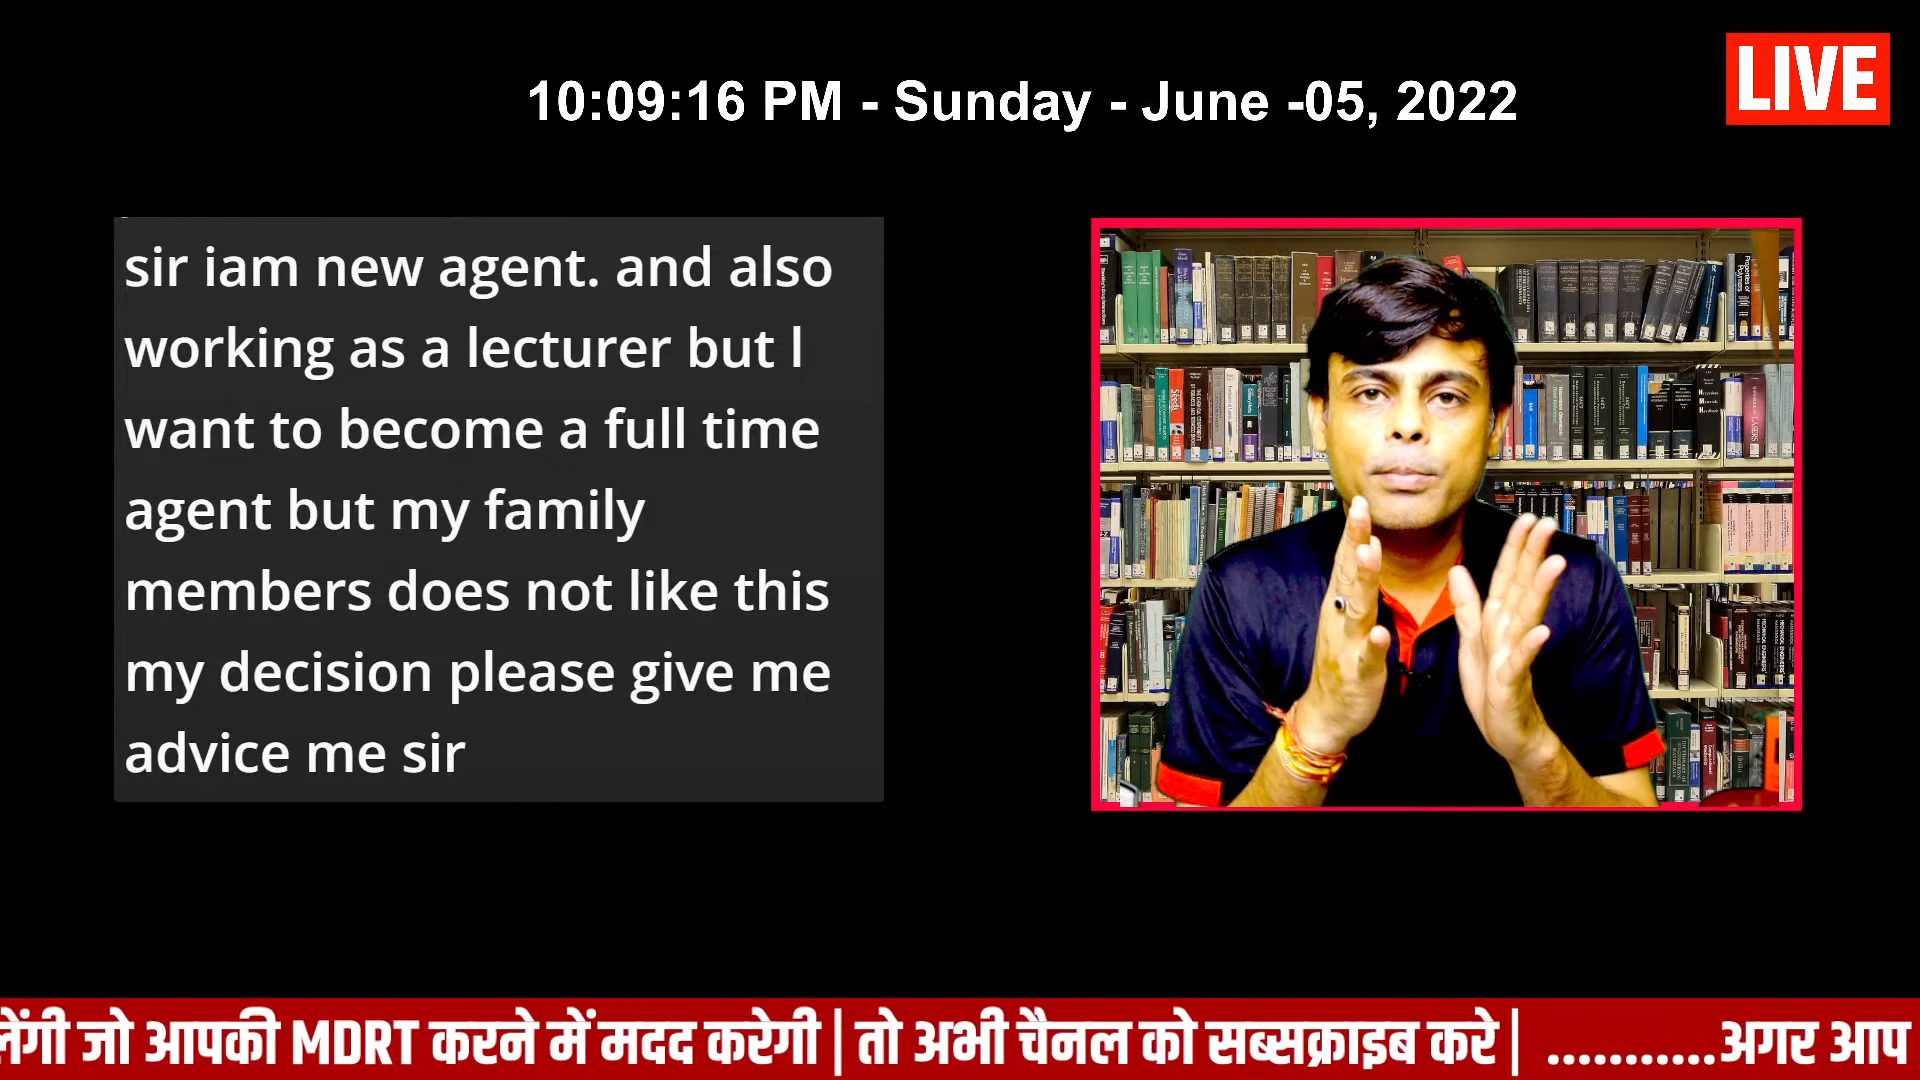 LIVE
10:09:16 PM - Sunday - June -05, 2022
sir iam new agent. and also
working as a lecturer but I
want to become a full time
agent but my family
members does not like this
my decision please give me
advice me sir
जो आपकी MDRT करने में मदद करेगी | तो अभी चैनल को सब्सक्राइब करे | ...........अगर आप